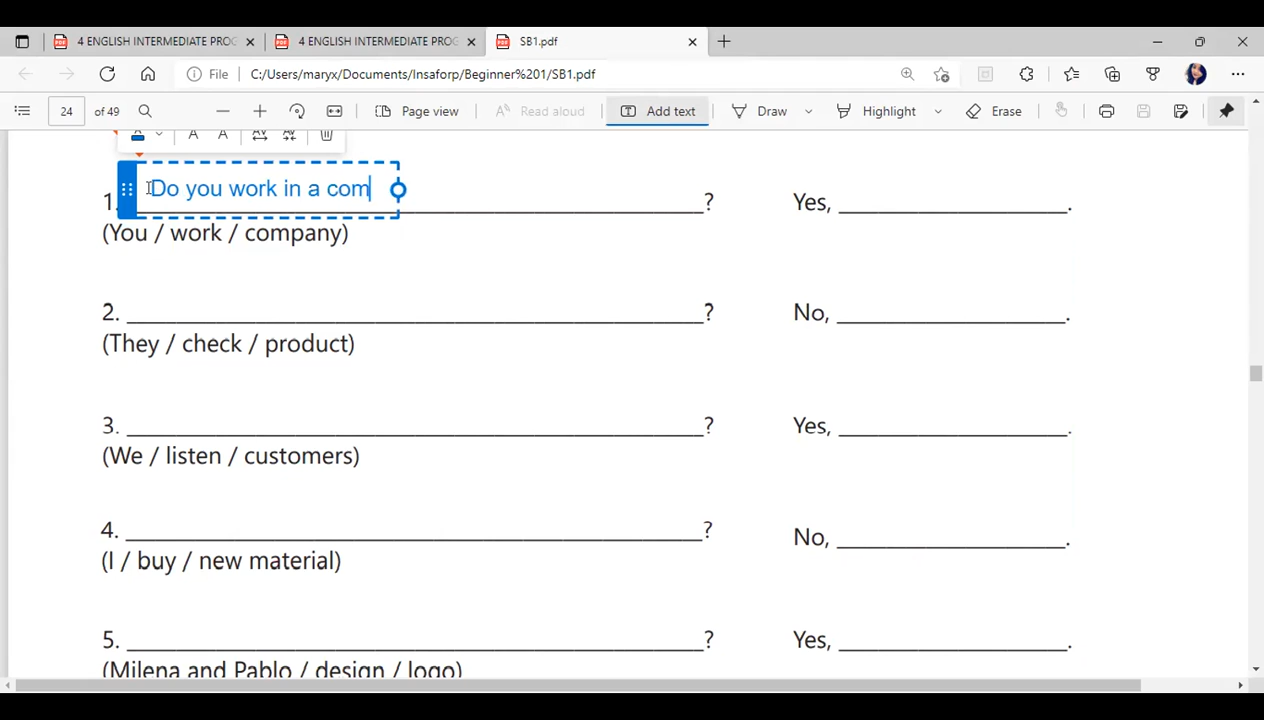 4 ENGLISH INTERMEDIATE PROG
4 ENGLISH INTERMEDIATE PROG
SB1.pdf
File
C:/Users/maryx/Documents/Insaforp/Beginner%201/SB1.pdf
24 of 49
Page view
Read aloud
Add text
Draw
Highlight
Erase
Do you work in a com
1. ?
Yes, .
(You / work / company)
2. ?
No, .
(They / check / product)
3. ?
Yes, .
(We / listen / customers)
4. ?
No, .
(I / buy / new material)
5. ?
Yes, .
(Milena and Pablo / design / logo)